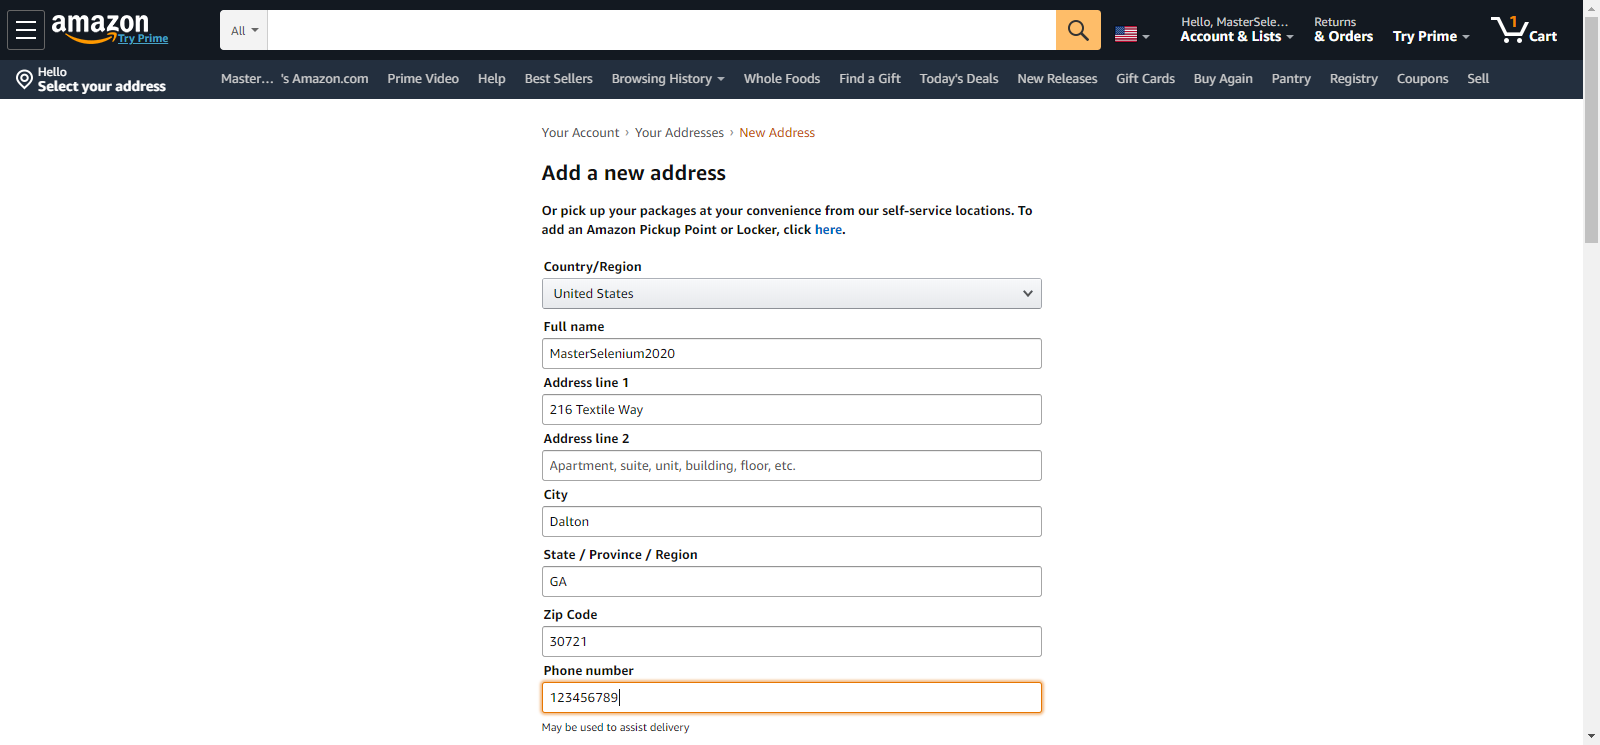 amazon
Try Prime
All
Hello, MasterSele...
Account & Lists
Returns
& Orders
Try Prime
1
Cart
Hello
Select your address
Master... 's Amazon.com
Prime Video
Help
Best Sellers
Browsing History
Whole Foods
Find a Gift
Today's Deals
New Releases
Gift Cards
Buy Again
Pantry
Registry
Coupons
Sell
Your Account › Your Addresses › New Address
Add a new address
Or pick up your packages at your convenience from our self-service locations. To
add an Amazon Pickup Point or Locker, click here.
Country/Region
United States
Full name
MasterSelenium2020
Address line 1
216 Textile Way
Address line 2
Apartment, suite, unit, building, floor, etc.
City
Dalton
State / Province / Region
GA
Zip Code
30721
Phone number
123456789
May be used to assist delivery